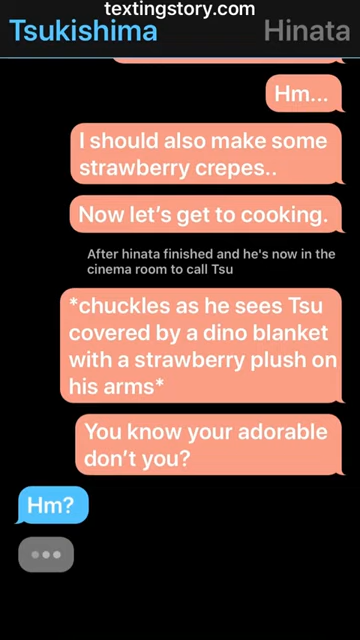 textingstory.com
Tsukishima
Hinata
Hm...
I should also make some
strawberry crepes..
Now let's get to cooking.
After hinata finished and he's now in the
cinema room to call Tsu
*chuckles as he sees Tsu
covered by a dino blanket
with a strawberry plush on
his arms*
You know your adorable
don't you?
Hm?